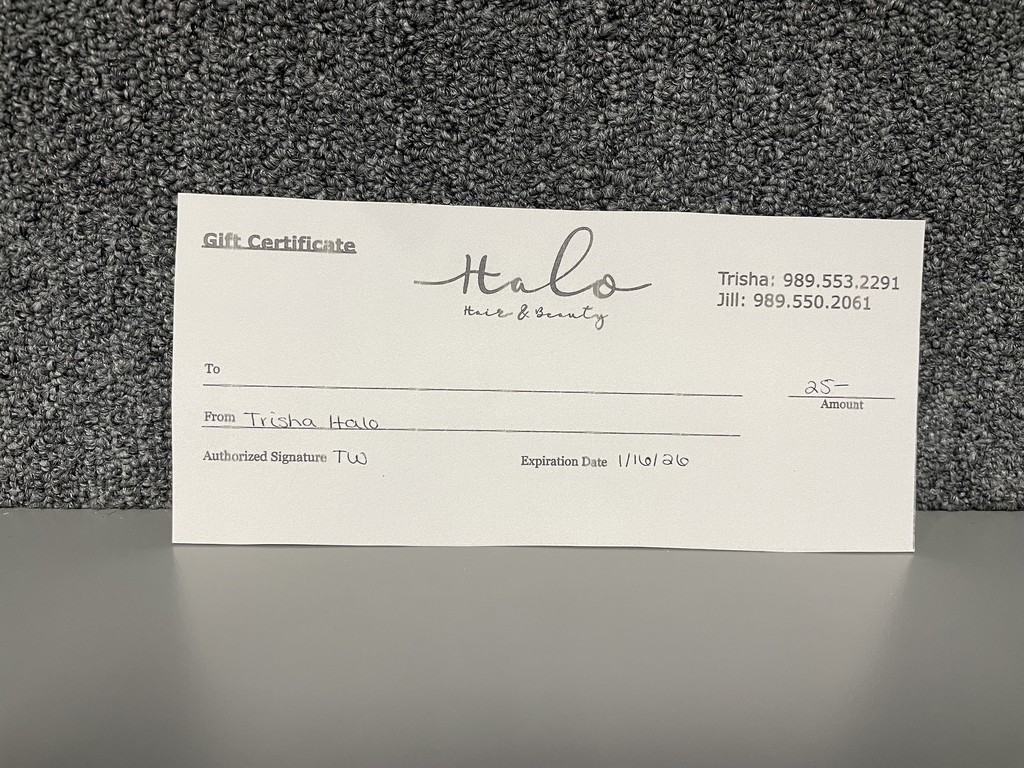 Gift Certificate
Halo
Hair & Beauty
Trisha: 989.553.2291
Jill: 989.550.2061
To
25-
Amount
From Trisha Halo
Authorized Signature TW
Expiration Date 1/16/26